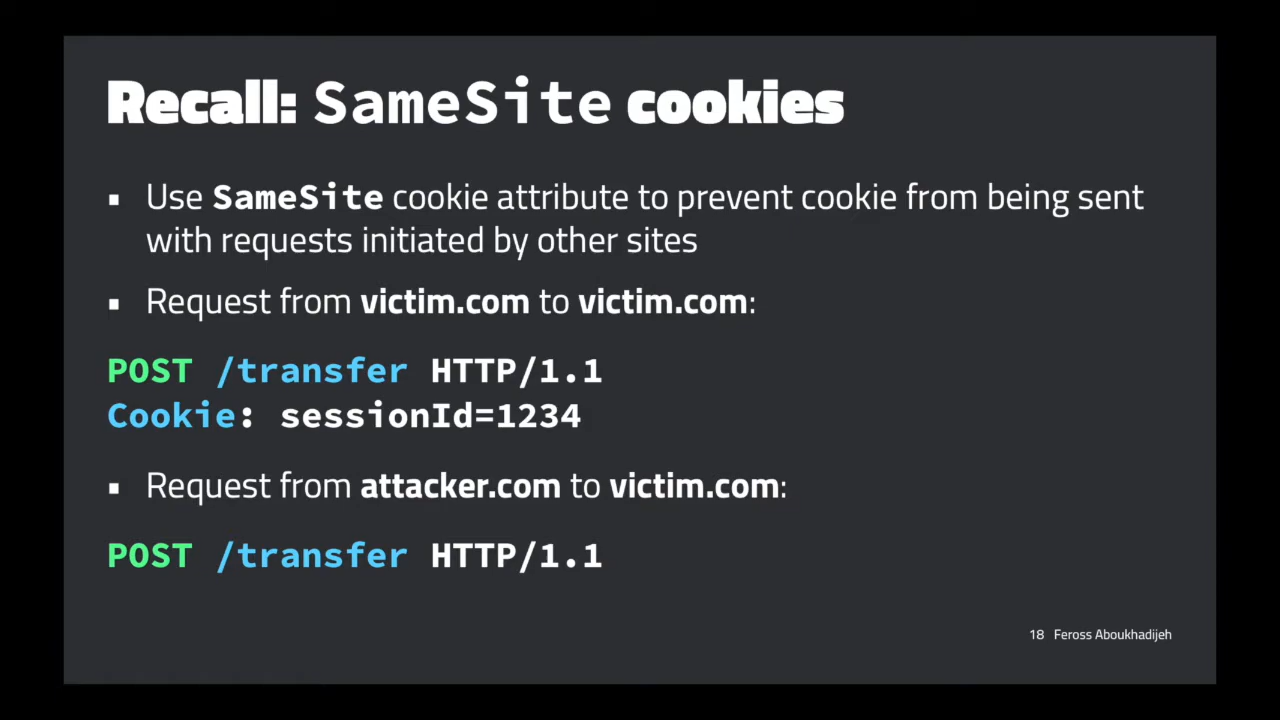 Recall: SameSite cookies
▪ Use SameSite cookie attribute to prevent cookie from being sent
with requests initiated by other sites
▪ Request from victim.com to victim.com:
POST /transfer HTTP/1.1
Cookie: sessionId=1234
▪ Request from attacker.com to victim.com:
POST /transfer HTTP/1.1
18 Feross Aboukhadijeh